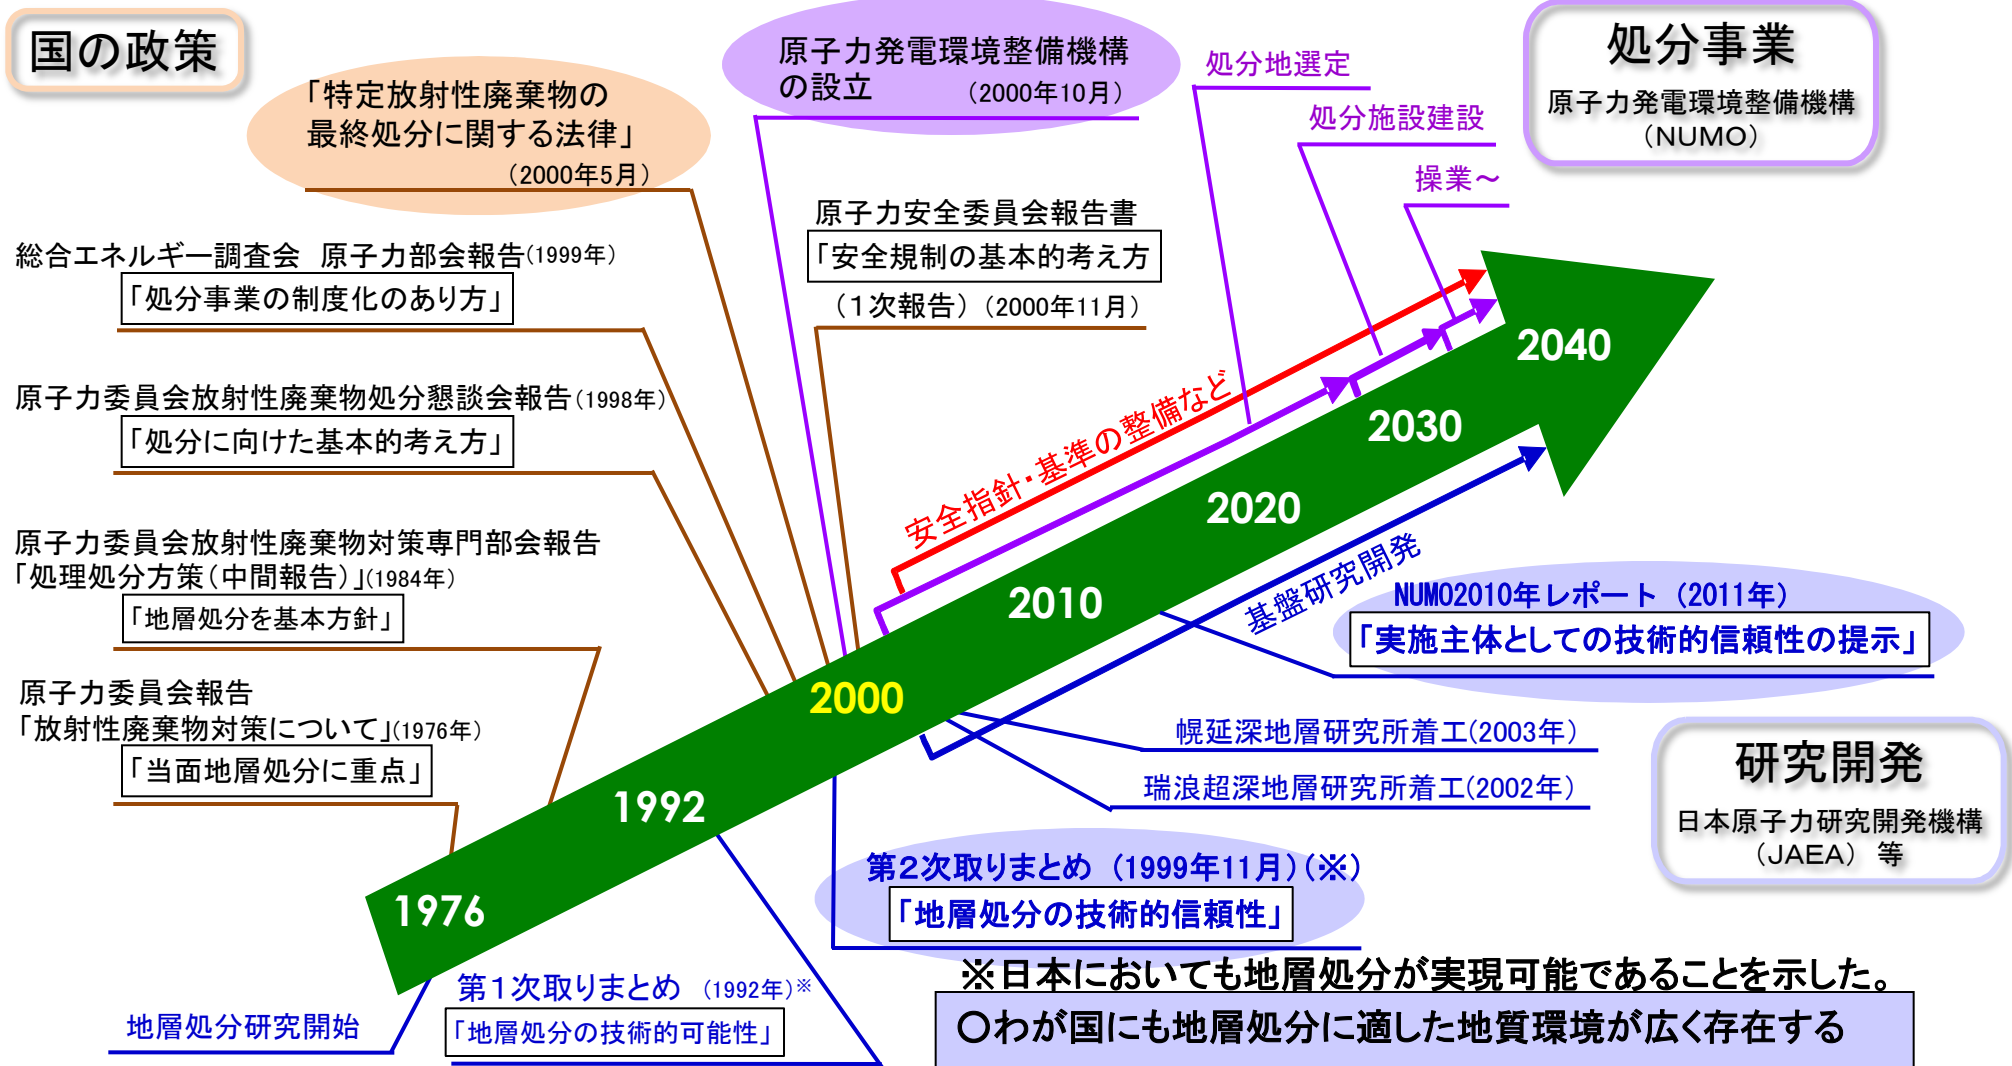 国の政策
「特定放射性廃棄物の
最終処分に関する法律」
（2000年5月）
原子力発電環境整備機構
の設立　（2000年10月）
処分地選定
処分施設建設
操業～
処分事業
原子力発電環境整備機構
（NUMO）
原子力安全委員会報告書
「安全規制の基本的考え方
（１次報告）（2000年11月）
総合エネルギー調査会　原子力部会報告（1999年）
「処分事業の制度化のあり方」
原子力委員会放射性廃棄物処分懇談会報告（1998年）
「処分に向けた基本的考え方」
原子力委員会放射性廃棄物対策専門部会報告
「処理処分方策（中間報告）」（1984年）
「地層処分を基本方針」
原子力委員会報告
「放射性廃棄物対策について」（1976年）
「当面地層処分に重点」
安全指針・基準の整備など
基盤研究開発
2040
2030
2020
2010
2000
1992
1976
NUMO2010年レポート（2011年）
「実施主体としての技術的信頼性の提示」
幌延深地層研究所着工（2003年）
瑞浪超深地層研究所着工（2002年）
研究開発
日本原子力研究開発機構
（JAEA）等
第２次取りまとめ（1999年11月）（※）
「地層処分の技術的信頼性」
第１次取りまとめ（1992年）※
「地層処分の技術的可能性」
地層処分研究開始
※日本においても地層処分が実現可能であることを示した。
○わが国にも地層処分に適した地質環境が広く存在する